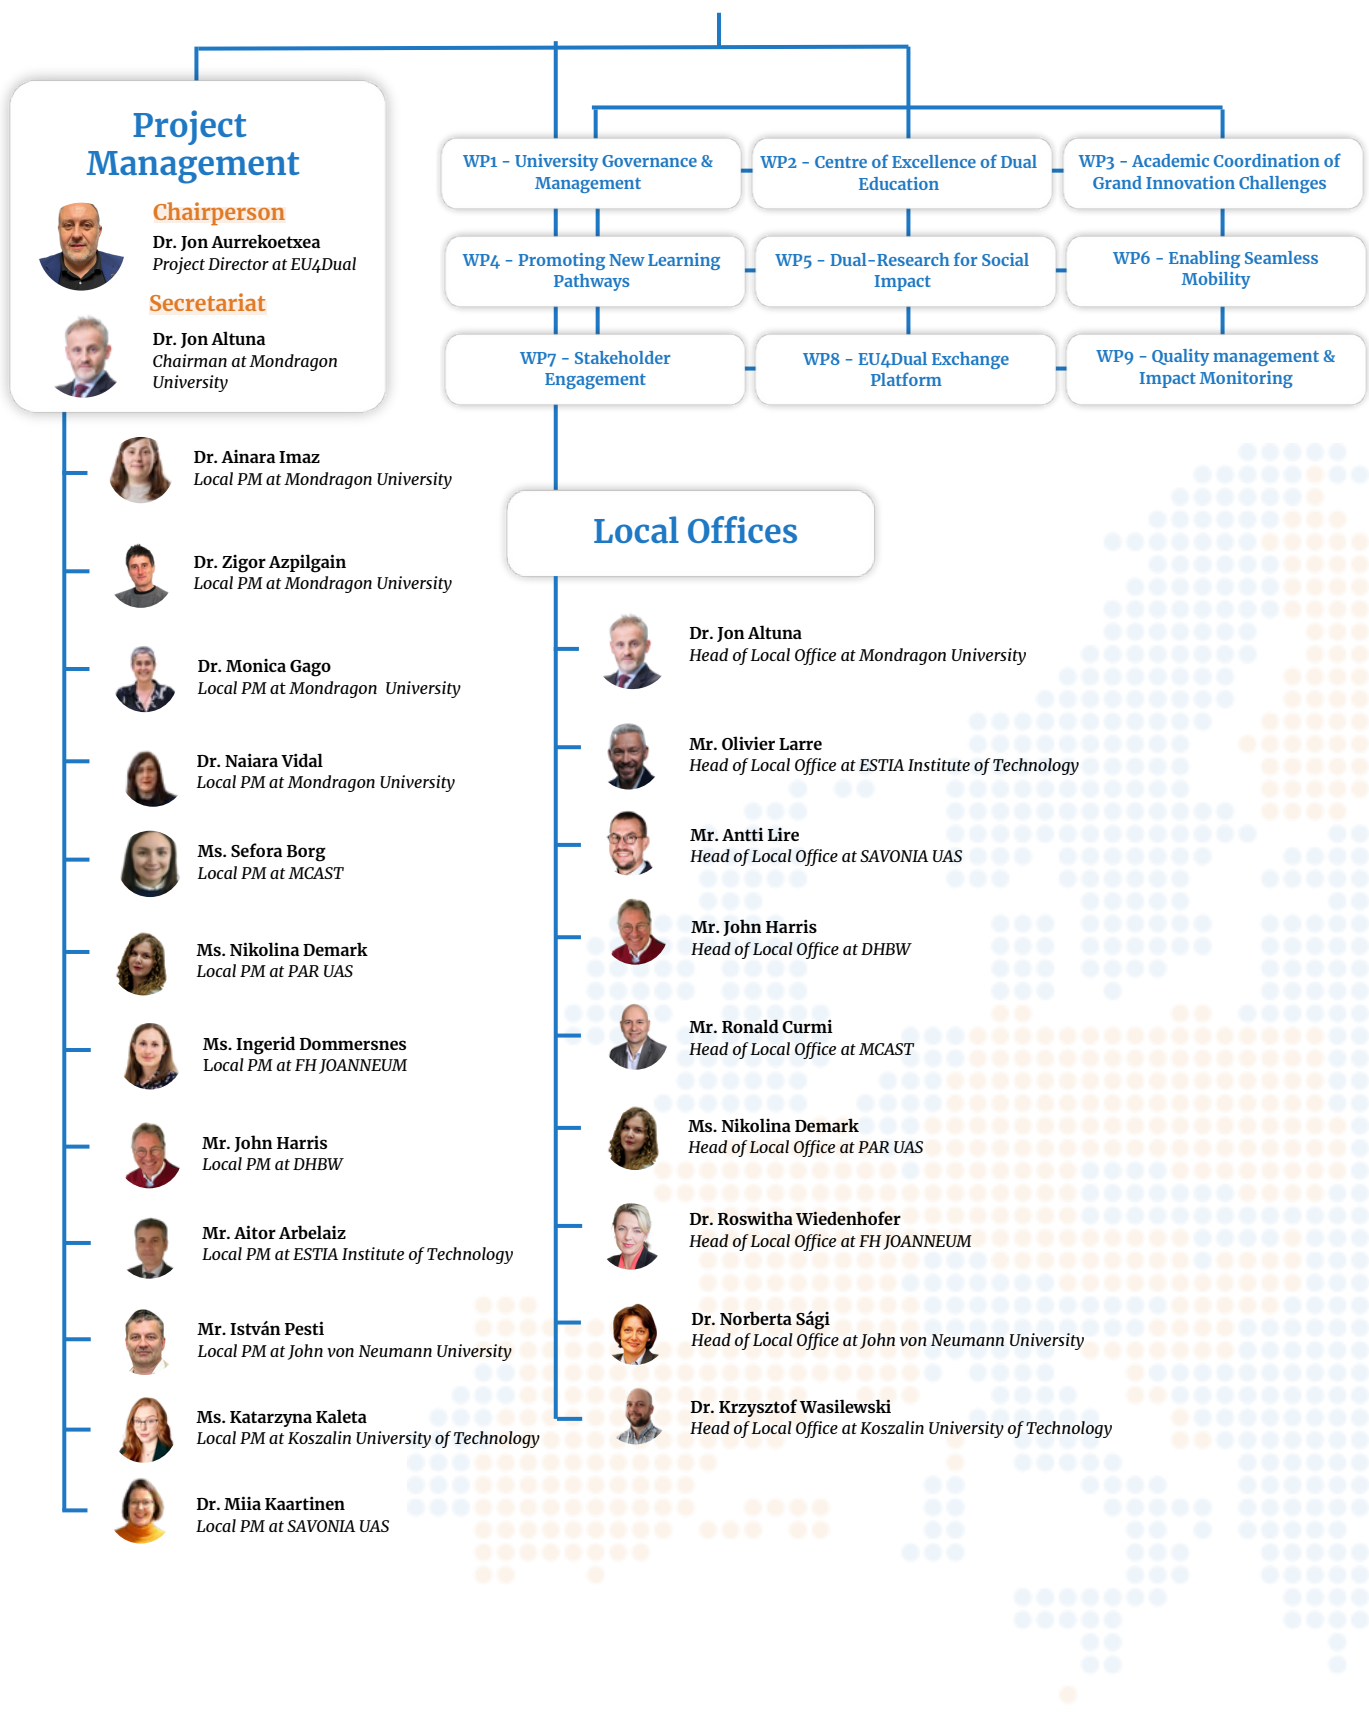 Project
Management
Chairperson
Dr. Jon Aurrekoetxea
Project Director at EU4Dual
Secretariat
Dr. Jon Altuna
Chairman at Mondragon
University
WP1 - University Governance &
Management
WP2 - Centre of Excellence of Dual
Education
WP3 - Academic Coordination of
Grand Innovation Challenges
WP4 - Promoting New Learning
Pathways
WP5 - Dual-Research for Social
Impact
WP6 - Enabling Seamless
Mobility
WP7 - Stakeholder
Engagement
WP8 - EU4Dual Exchange
Platform
WP9 - Quality management &
Impact Monitoring
Dr. Ainara Imaz
Local PM at Mondragon University
Dr. Zigor Azpilgain
Local PM at Mondragon University
Dr. Monica Gago
Local PM at Mondragon University
Dr. Naiara Vidal
Local PM at Mondragon University
Ms. Sefora Borg
Local PM at MCAST
Ms. Nikolina Demark
Local PM at PAR UAS
Ms. Ingerid Dommersnes
Local PM at FH JOANNEUM
Mr. John Harris
Local PM at DHBW
Mr. Aitor Arbelaiz
Local PM at ESTIA Institute of Technology
Mr. István Pesti
Local PM at John von Neumann University
Ms. Katarzyna Kaleta
Local PM at Koszalin University of Technology
Dr. Miia Kaartinen
Local PM at SAVONIA UAS
Local Offices
Dr. Jon Altuna
Head of Local Office at Mondragon University
Mr. Olivier Larre
Head of Local Office at ESTIA Institute of Technology
Mr. Antti Lire
Head of Local Office at SAVONIA UAS
Mr. John Harris
Head of Local Office at DHBW
Mr. Ronald Curmi
Head of Local Office at MCAST
Ms. Nikolina Demark
Head of Local Office at PAR UAS
Dr. Roswitha Wiedenhofer
Head of Local Office at FH JOANNEUM
Dr. Norberta Sági
Head of Local Office at John von Neumann University
Dr. Krzysztof Wasilewski
Head of Local Office at Koszalin University of Technology